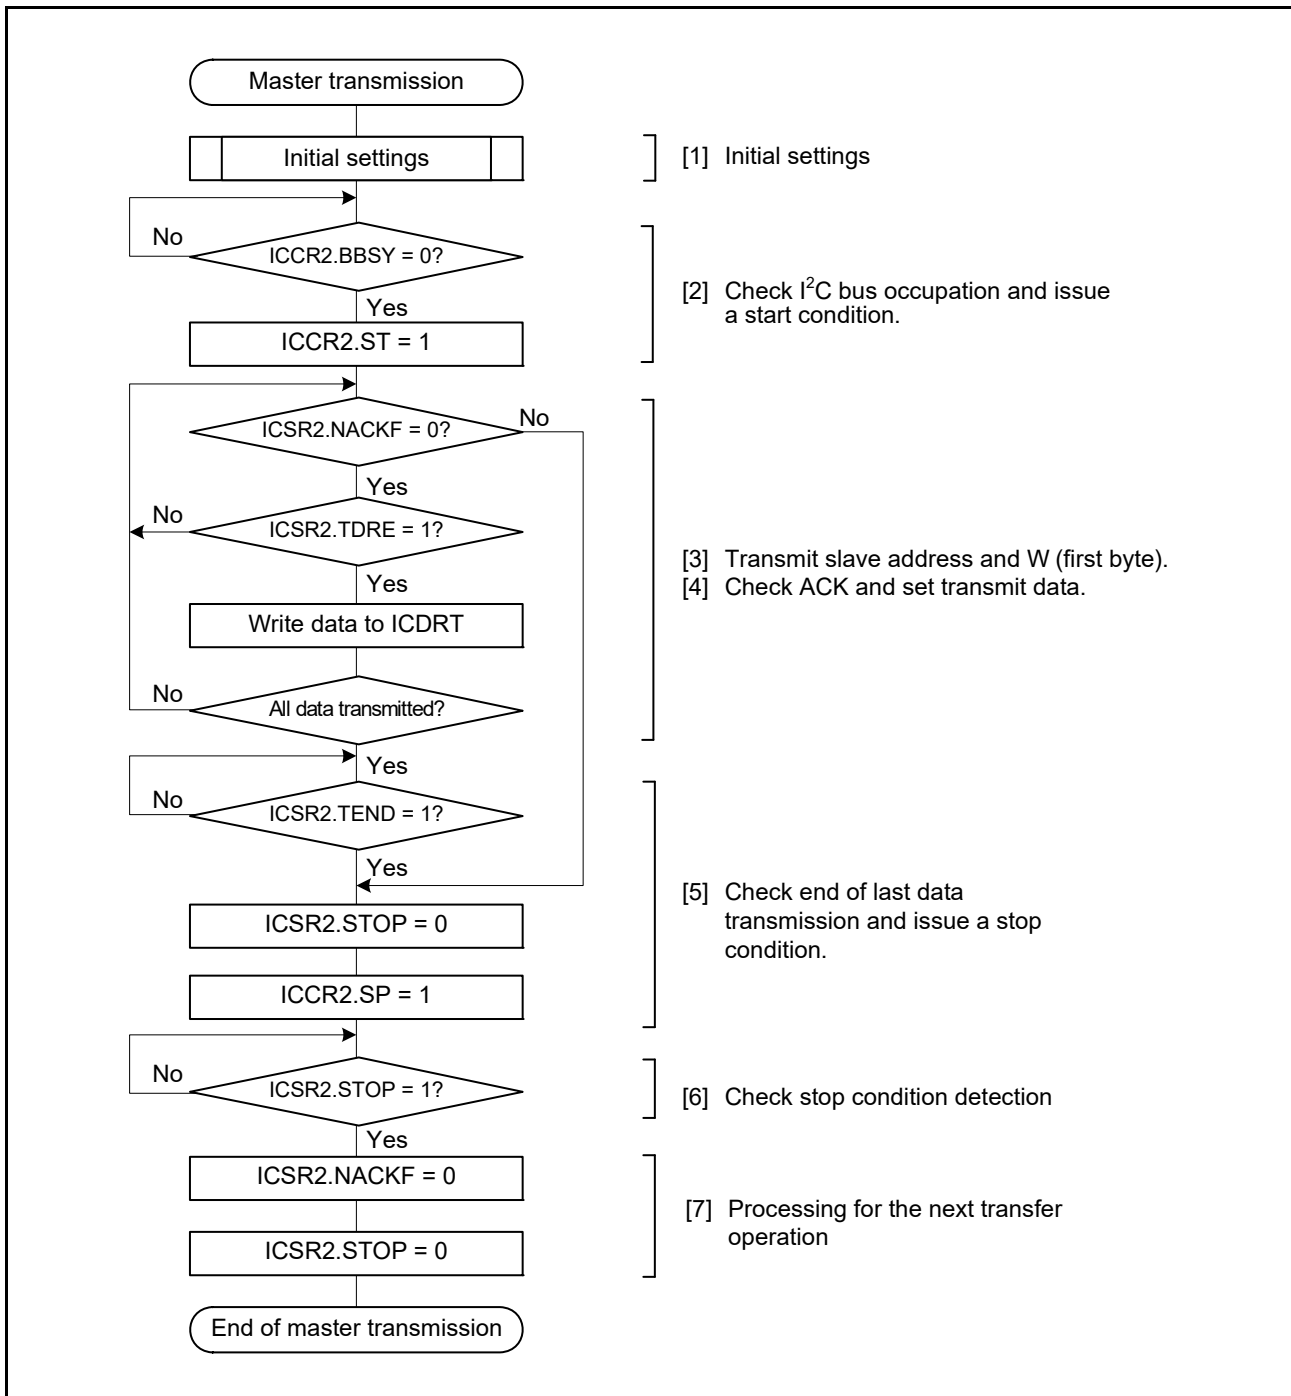 Master transmission
Initial settings
[1] Initial settings
No
ICCR2.BBSY = 0?
Yes
[2] Check I²C bus occupation and issue
a start condition.
ICCR2.ST = 1
No
ICSR2.NACKF = 0?
Yes
No
ICSR2.TDRE = 1?
Yes
[3] Transmit slave address and W (first byte).
[4] Check ACK and set transmit data.
Write data to ICDRT
No
All data transmitted?
Yes
No
ICSR2.TEND = 1?
Yes
[5] Check end of last data
transmission and issue a stop
condition.
ICSR2.STOP = 0
ICCR2.SP = 1
No
ICSR2.STOP = 1?
[6] Check stop condition detection
Yes
ICSR2.NACKF = 0
[7] Processing for the next transfer
operation
ICSR2.STOP = 0
End of master transmission